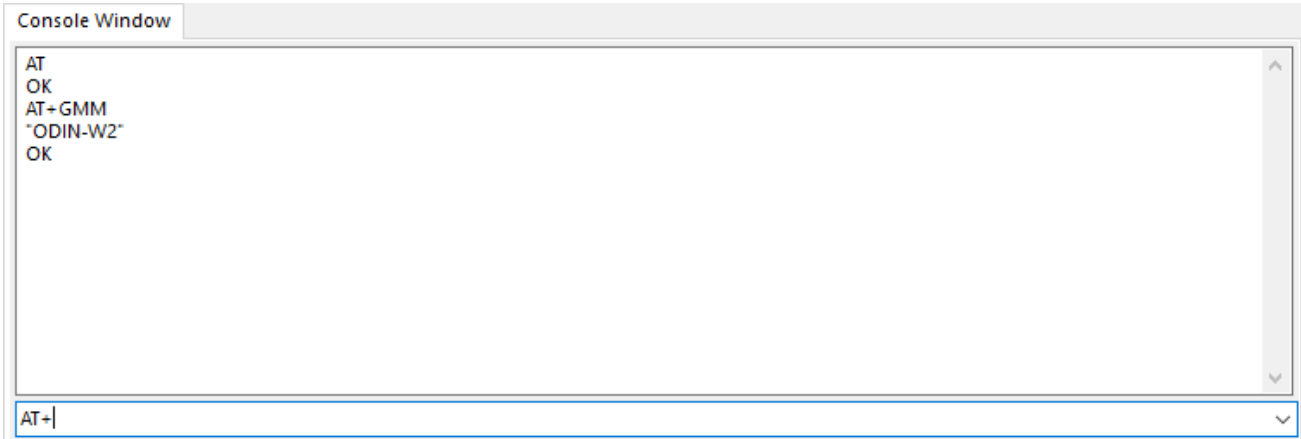 Console Window
AT
OK
AT+GMM
"ODIN-W2"
OK
AT+